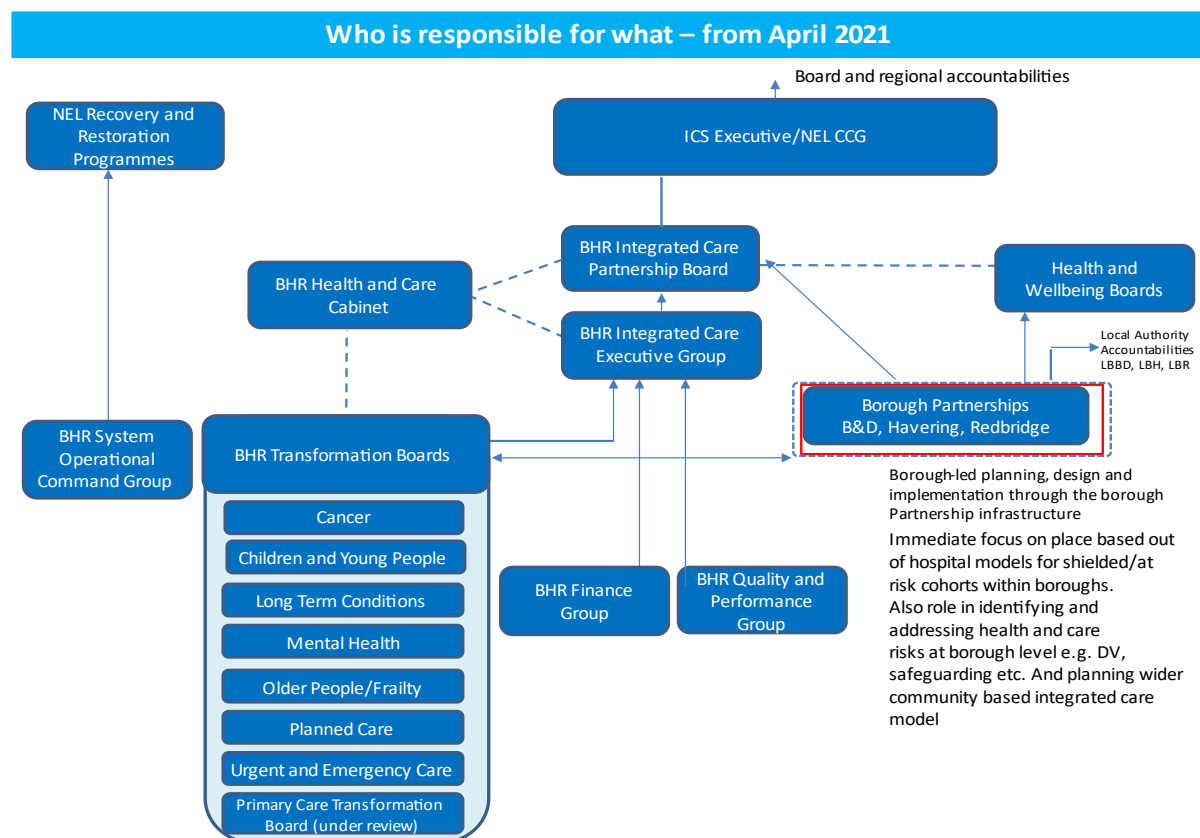 Who is responsible for what – from April 2021
Board and regional accountabilities
NEL Recovery and
Restoration
Programmes
ICS Executive/NEL CCG
BHR Integrated Care
Partnership Board
BHR Health and Care
Cabinet
Health and
Wellbeing Boards
BHR Integrated Care
Executive Group
Local Authority
Accountabilities
LBBD, LBH, LBR
Borough Partnerships
B&D, Havering, Redbridge
BHR System
Operational
Command Group
BHR Transformation Boards
Cancer
Children and Young People
Long Term Conditions
Mental Health
Older People/Frailty
Planned Care
Urgent and Emergency Care
Primary Care Transformation
Board (under review)
BHR Finance
Group
BHR Quality and
Performance
Group
Borough-led planning, design and
implementation through the borough
Partnership infrastructure
Immediate focus on place based out
of hospital models for shielded/at
risk cohorts within boroughs.
Also role in identifying and
addressing health and care
risks at borough level e.g. DV,
safeguarding etc. And planning wider
community based integrated care
model